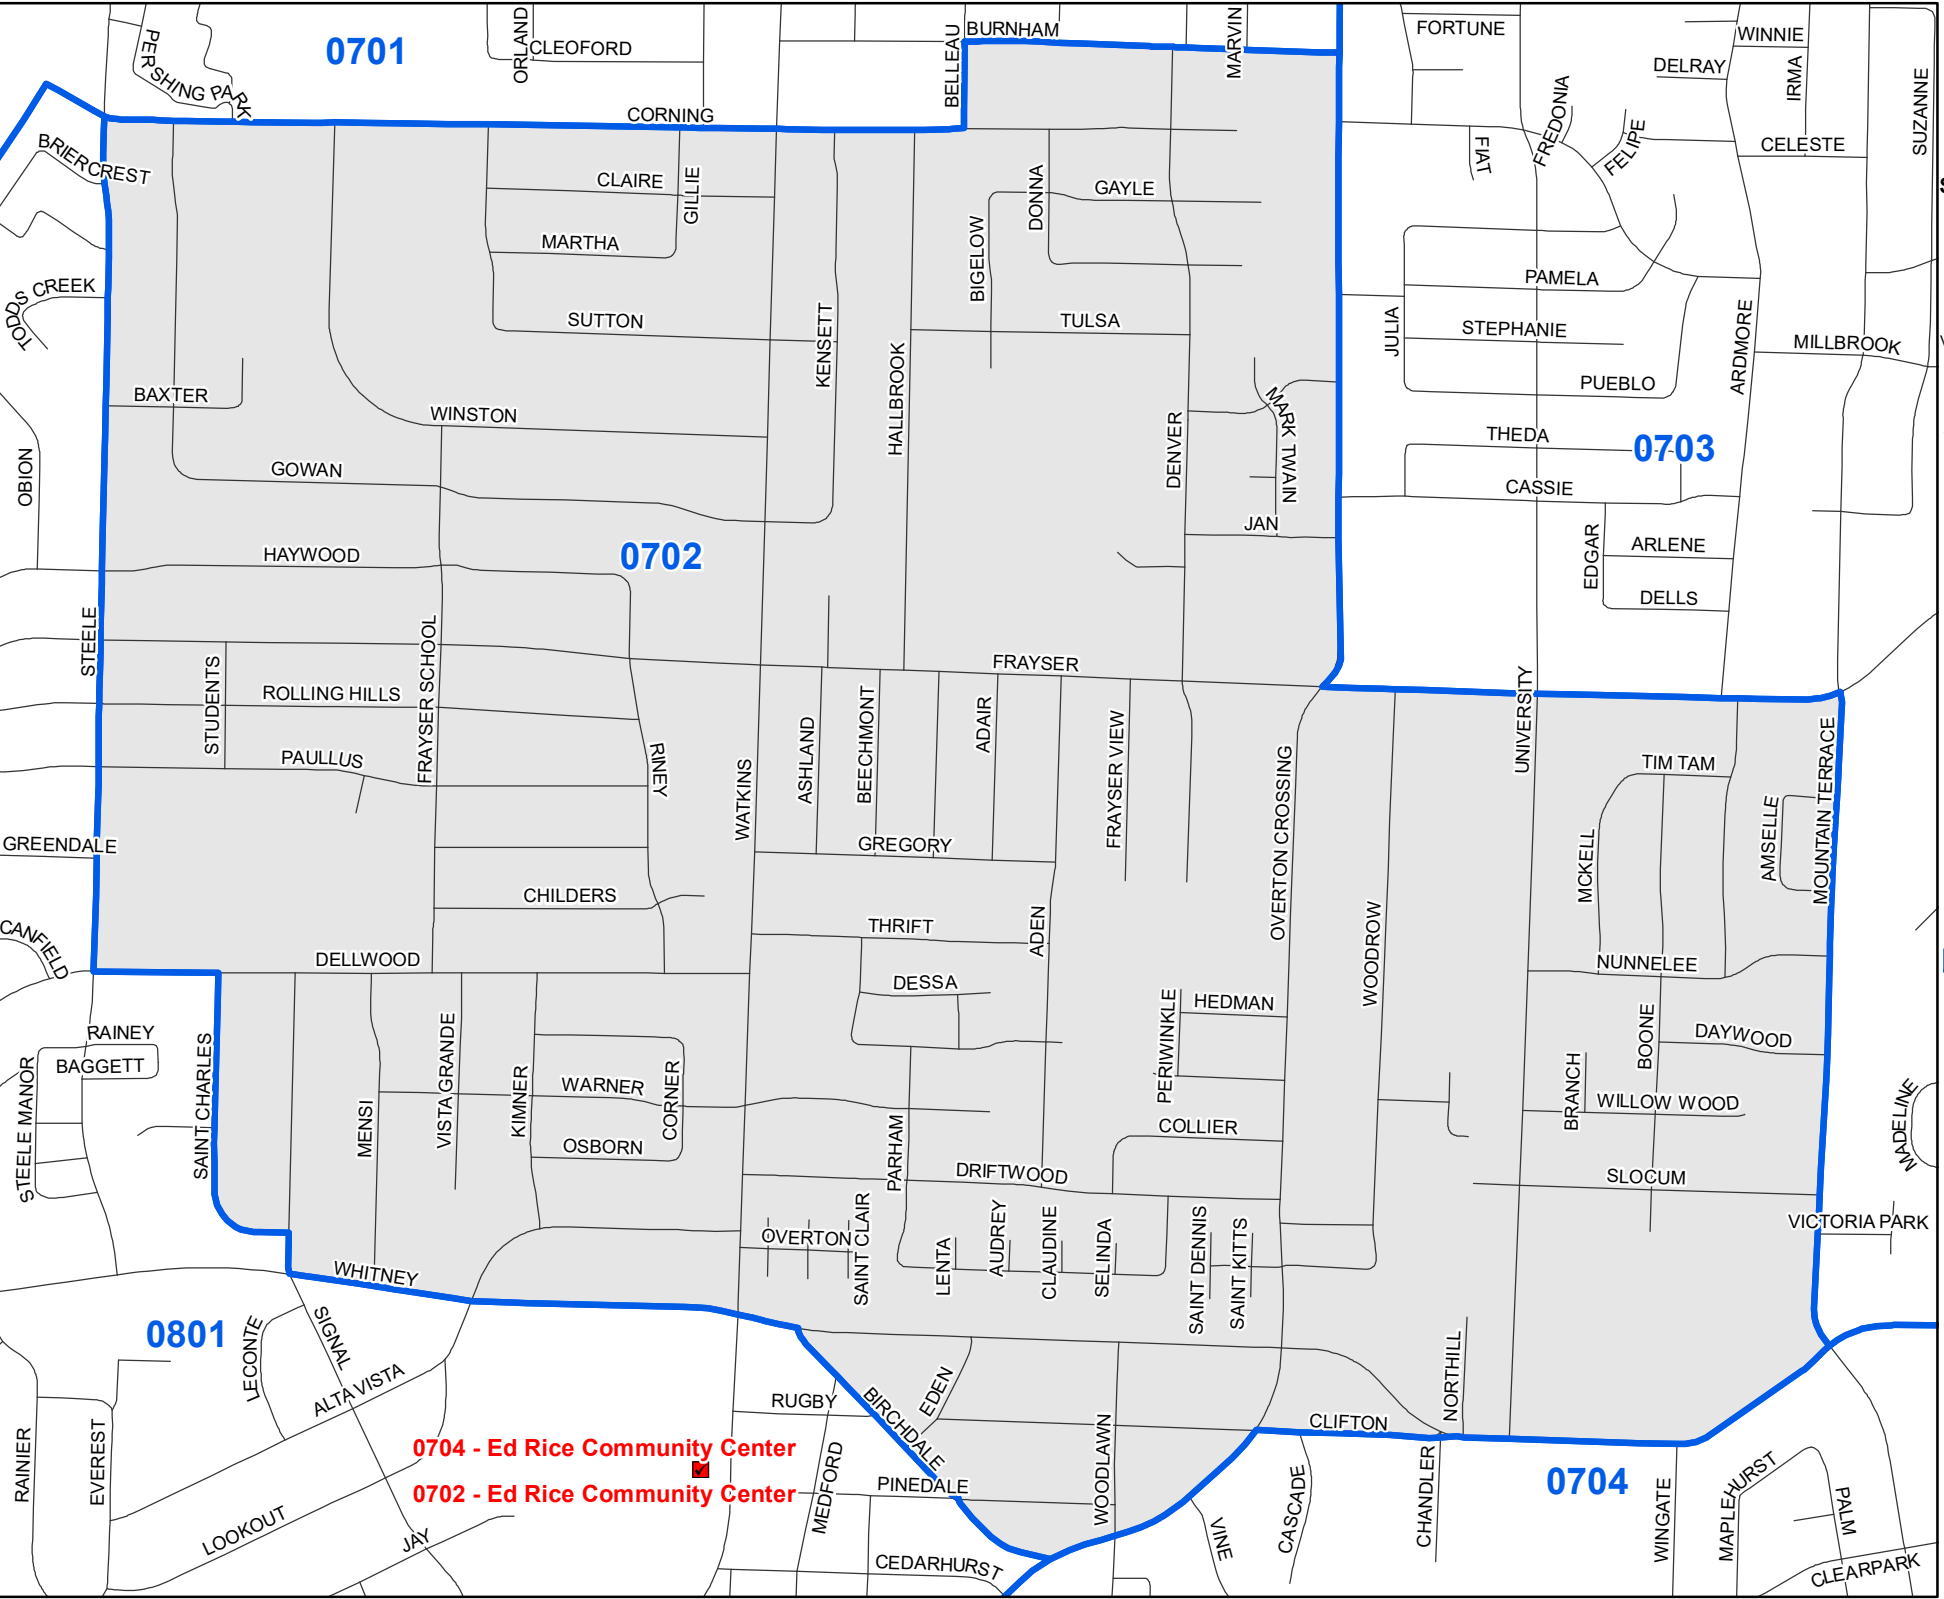 PERSHING PARK
0701
ORLAND
CLEOFORD
BELLEAU
BURNHAM
MARVIN
FORTUNE
WINNIE
DELRAY
IRMA
SUZANNE
CORNING
FREDONIA
FELIPE
FIAT
CELESTE
BRIERCREST
CLAIRE
GILLIE
DONNA
GAYLE
MARTHA
BIGELOW
TODDS CREEK
PAMELA
SUTTON
KENSETT
TULSA
JULIA
STEPHANIE
ARDMORE
MILLBROOK
HALLBROOK
BAXTER
PUEBLO
WINSTON
MARK TWAIN
DENVER
THEDA
0703
OBION
GOWAN
CASSIE
JAN
HAYWOOD
0702
EDGAR
ARLENE
DELLS
STEELE
STUDENTS
FRAYSER SCHOOL
FRAYSER
ROLLING HILLS
UNIVERSITY
PAULLUS
RINEY
WATKINS
ASHLAND
BEECHMONT
ADAIR
FRAYSER VIEW
OVERTON CROSSING
TIM TAM
MOUNTAIN TERRACE
AMSELLE
MCKELL
GREENDALE
GREGORY
CHILDERS
THRIFT
ADEN
WOODROW
CANFIELD
DELLWOOD
NUNNELEE
DESSA
PERIWINKLE
HEDMAN
RAINEY
BAGGETT
STEELE MANOR
SAINT CHARLES
MENSI
VISTA GRANDE
KIMNER
WARNER
CORNER
OSBORN
BOONE
DAYWOOD
BRANCH
WILLOW WOOD
MADELINE
COLLIER
PARHAM
DRIFTWOOD
SLOCUM
VICTORIA PARK
OVERTON
SAINT CLAIR
LENTA
AUDREY
CLAUDINE
SELINDA
SAINT DENNIS
SAINT KITTS
WHITNEY
0801
LECONTE
SIGNAL
ALTA VISTA
RUGBY
BIRCHDALE
EDEN
NORTHILL
CLIFTON
WOODLAWN
RAINIER
EVEREST
0704 - Ed Rice Community Center
0702 - Ed Rice Community Center
MEDFORD
PINEDALE
CASCADE
CHANDLER
0704
WINGATE
MAPLEHURST
PALM
LOOKOUT
JAY
VINE
CEDARHURST
CLEARPARK